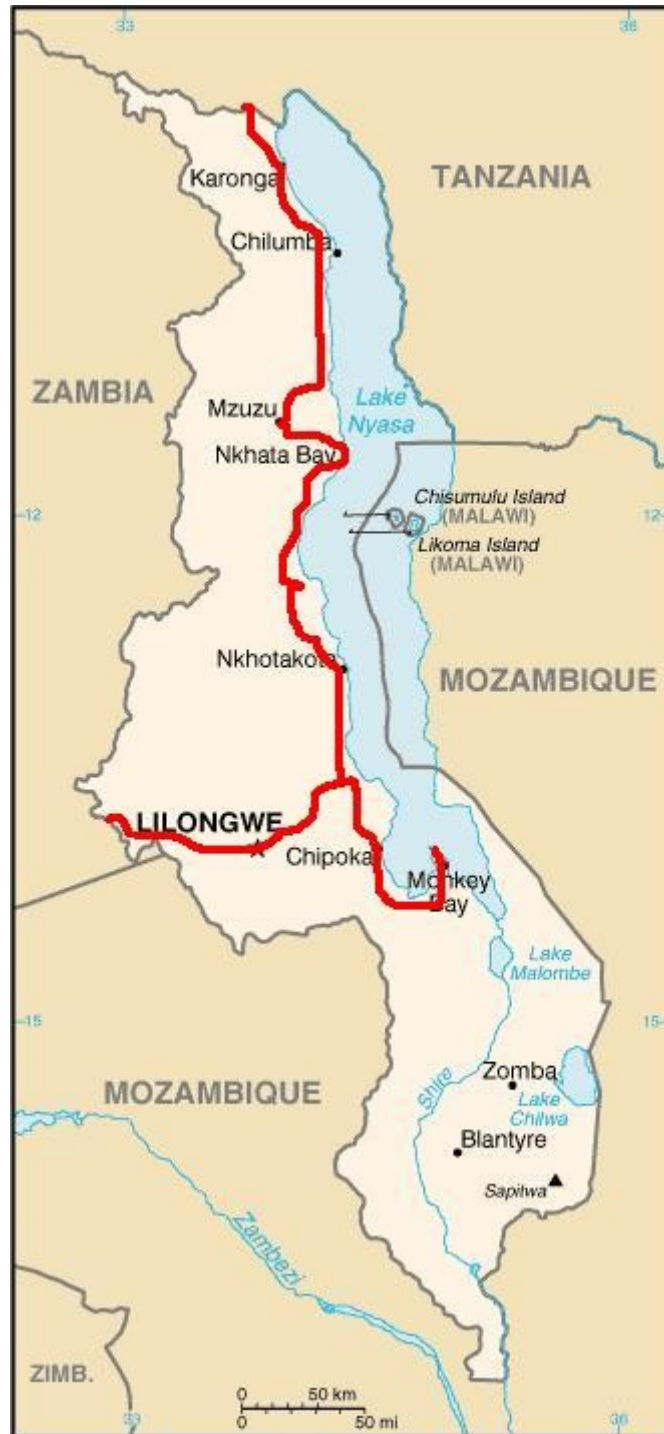 33
36
TANZANIA
Karonga
Chilumba
ZAMBIA
Lake
Nyasa
Mzuzu
Nkhata Bay
Chisumulu Island
(MALAWI)
12
12
Likoma Island
(MALAWI)
Nkhotakota
MOZAMBIQUE
LILONGWE
Chipoka
Monkey
Bay
Lake
Malombe
15
15
MOZAMBIQUE
Shire
Zomba
Lake
Chilwa
Blantyre
Sapitwa
Zambezi
ZIMB.
0 50 km
0 50 mi
33
36